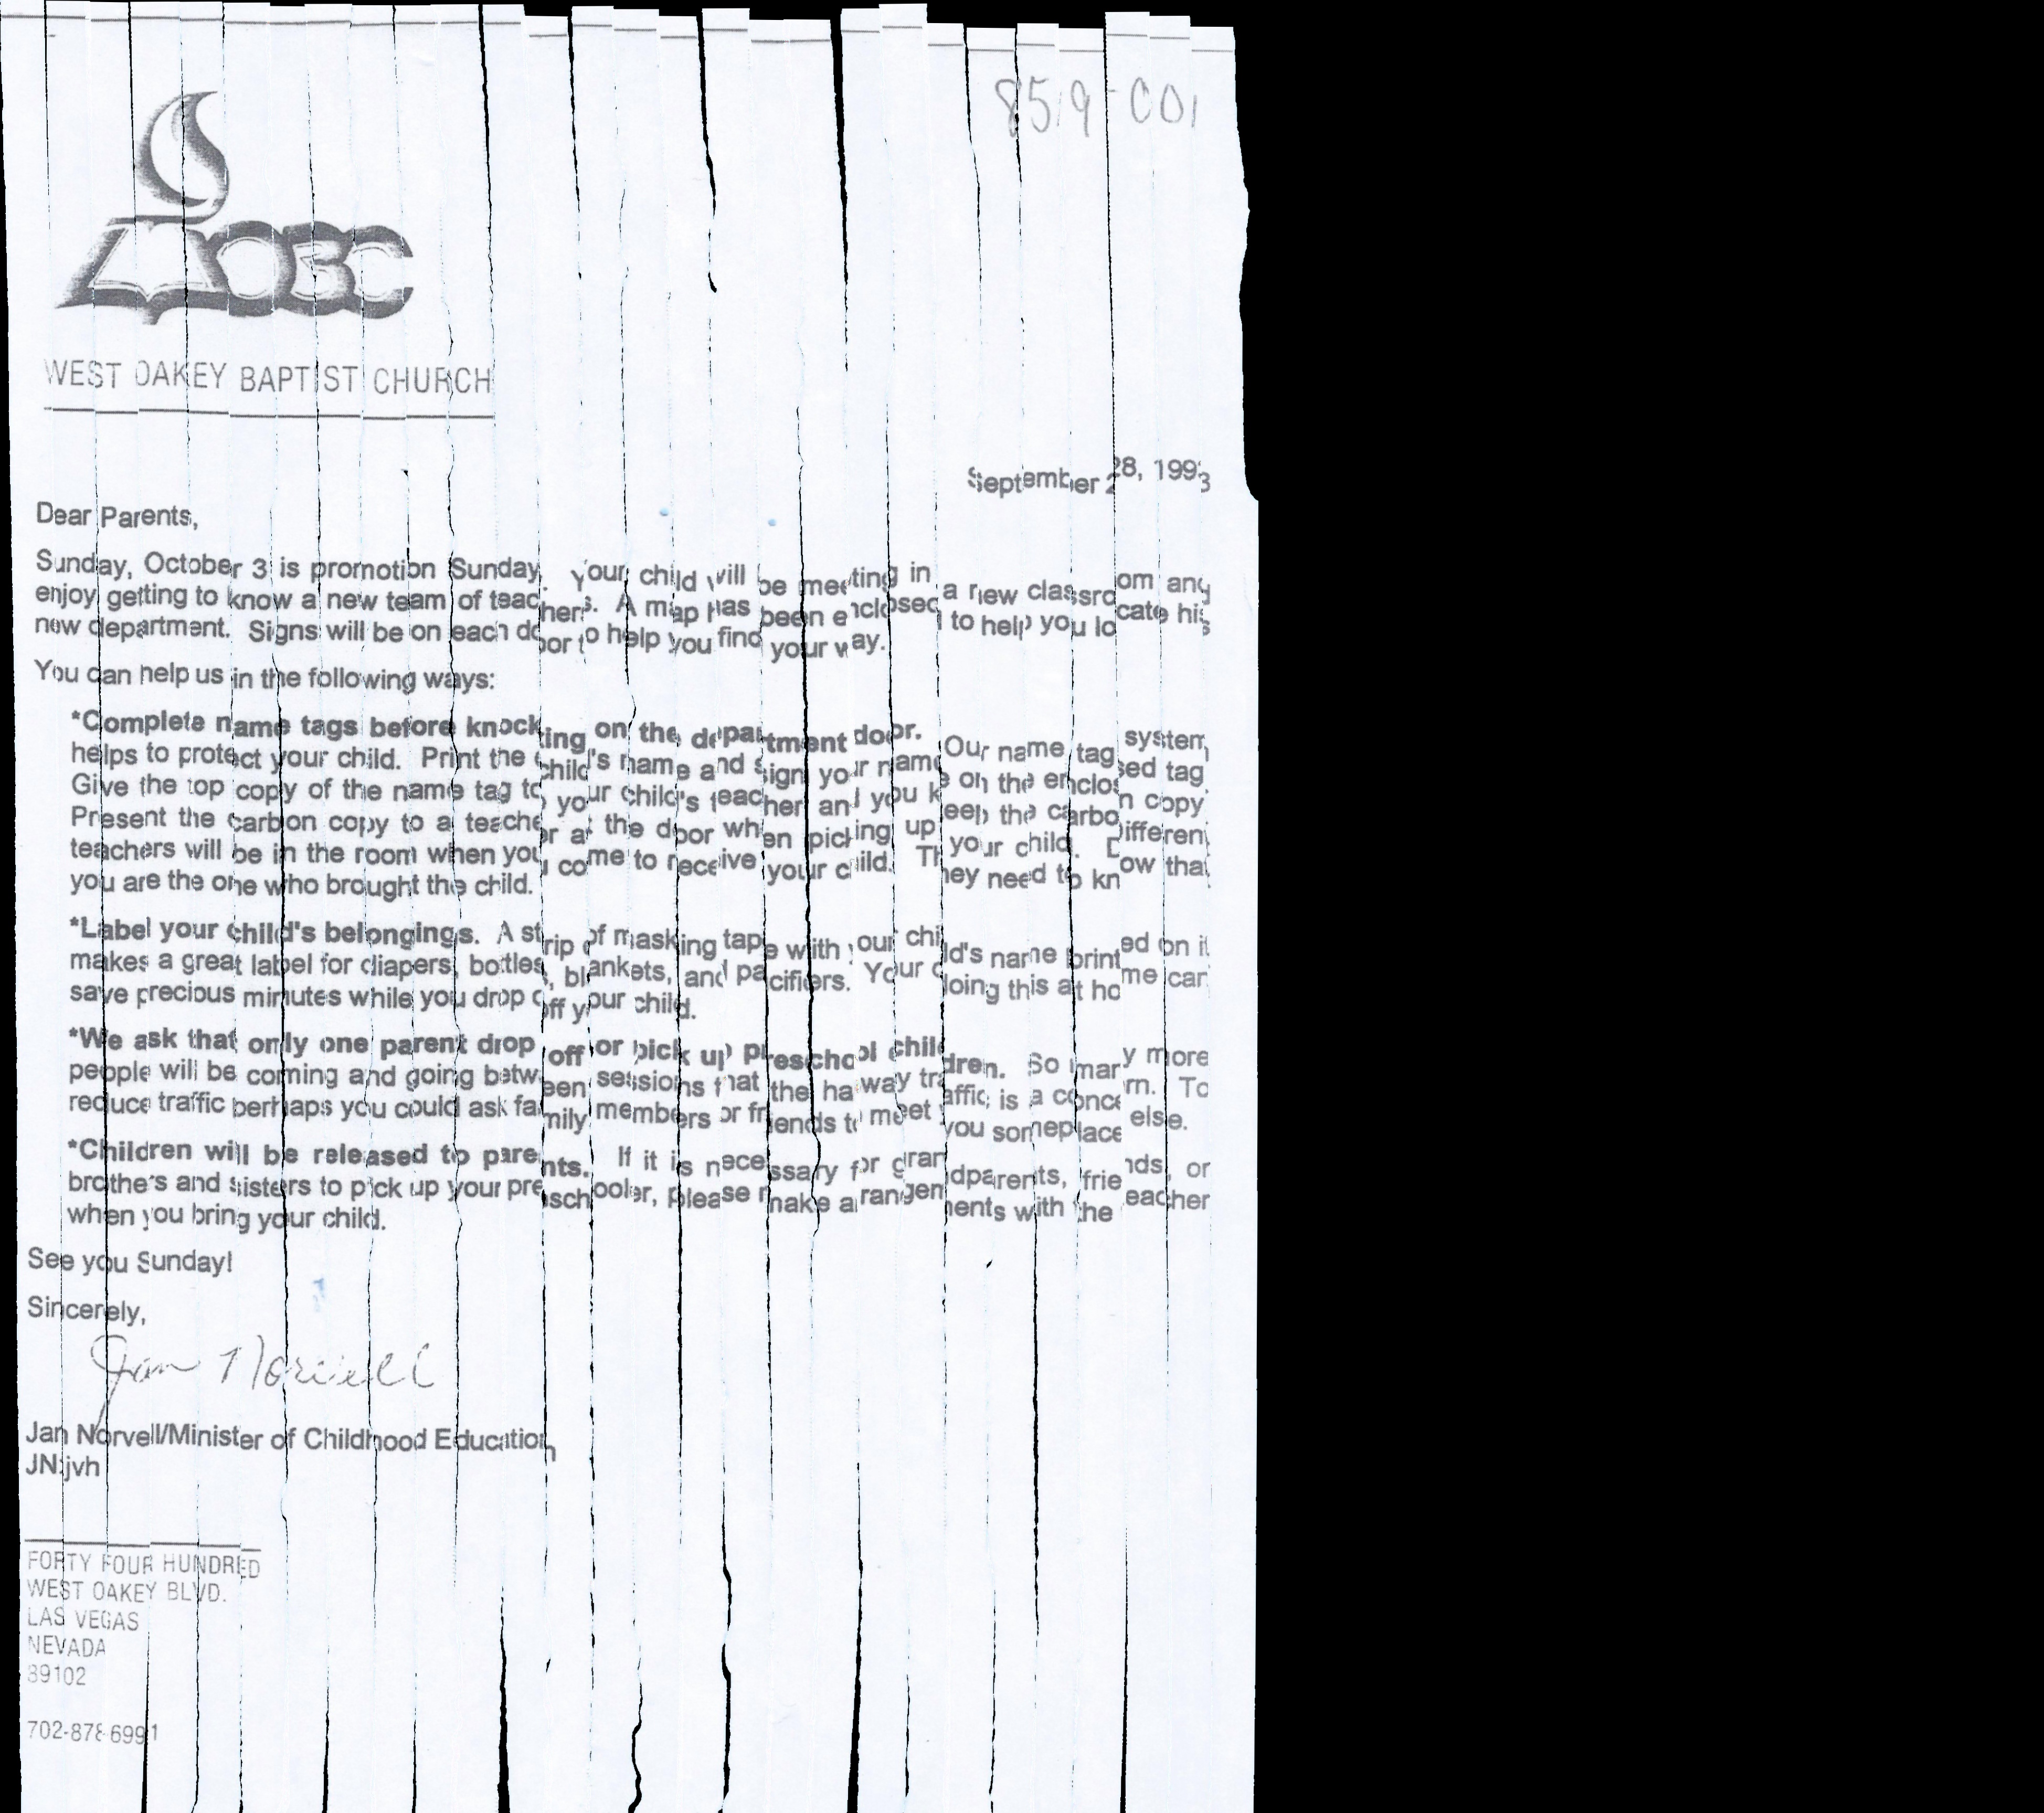 859-001
WOBC
WEST OAKEY BAPTIST CHURCH
September 28, 1993
Dear Parents,
Sunday, October 3 is promotion Sunday. Your child will be meeting in a new classroom and
enjoy getting to know a new team of teachers. A map has been enclosed to help you locate his
new department. Signs will be on each door to help you find your way.
You can help us in the following ways:
*Complete name tags before knocking on the department door. Our name tag system
helps to protect your child. Print the child's name and sign your name on the enclosed tag.
Give the top copy of the name tag to your child's teacher and you keep the carbon copy.
Present the carbon copy to a teacher at the door when picking up your child. Different
teachers will be in the room when you come to receive your child. They need to know that
you are the one who brought the child.
*Label your child's belongings. A strip of masking tape with your child's name printed on it
makes a great label for diapers, bottles, blankets, and pacifiers. Your doing this at home can
save precious minutes while you drop off your child.
*We ask that only one parent drop off or pick up preschool children. So many more
people will be coming and going between sessions that the hallway traffic is a concern. To
reduce traffic perhaps you could ask family members or friends to meet you someplace else.
*Children will be released to parents. If it is necessary for grandparents, friends, or
brothers and sisters to pick up your preschooler, please make arrangements with the teacher
when you bring your child.
See you Sunday!
Sincerely,
Jan Norvell
Jan Norvell/Minister of Childhood Education
JN:jvh
FORTY FOUR HUNDRED
WEST OAKEY BLVD.
LAS VEGAS
NEVADA
89102
702-878-6991